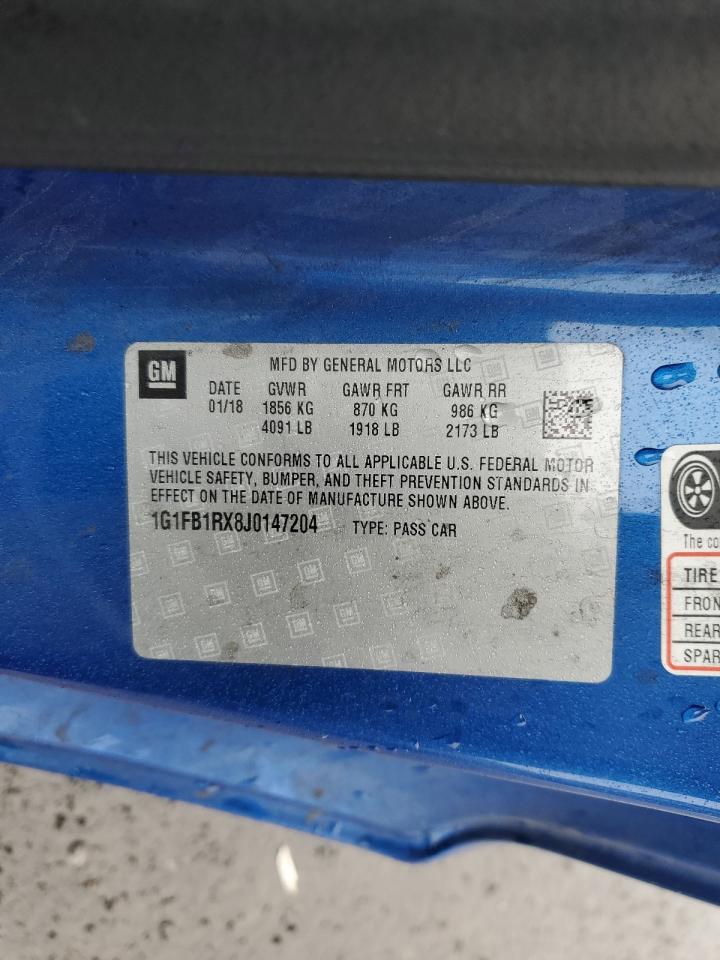 GM
MFD BY GENERAL MOTORS LLC
DATE GVWR GAWR FRT GAWR RR
01/18 1856 KG 870 KG 986 KG
4091 LB 1918 LB 2173 LB
THIS VEHICLE CONFORMS TO ALL APPLICABLE U.S. FEDERAL MOTOR
VEHICLE SAFETY, BUMPER, AND THEFT PREVENTION STANDARDS IN
EFFECT ON THE DATE OF MANUFACTURE SHOWN ABOVE.
1G1FB1RX8J0147204 TYPE: PASS CAR
The co
TIRE
FRON
REAR
SPAR